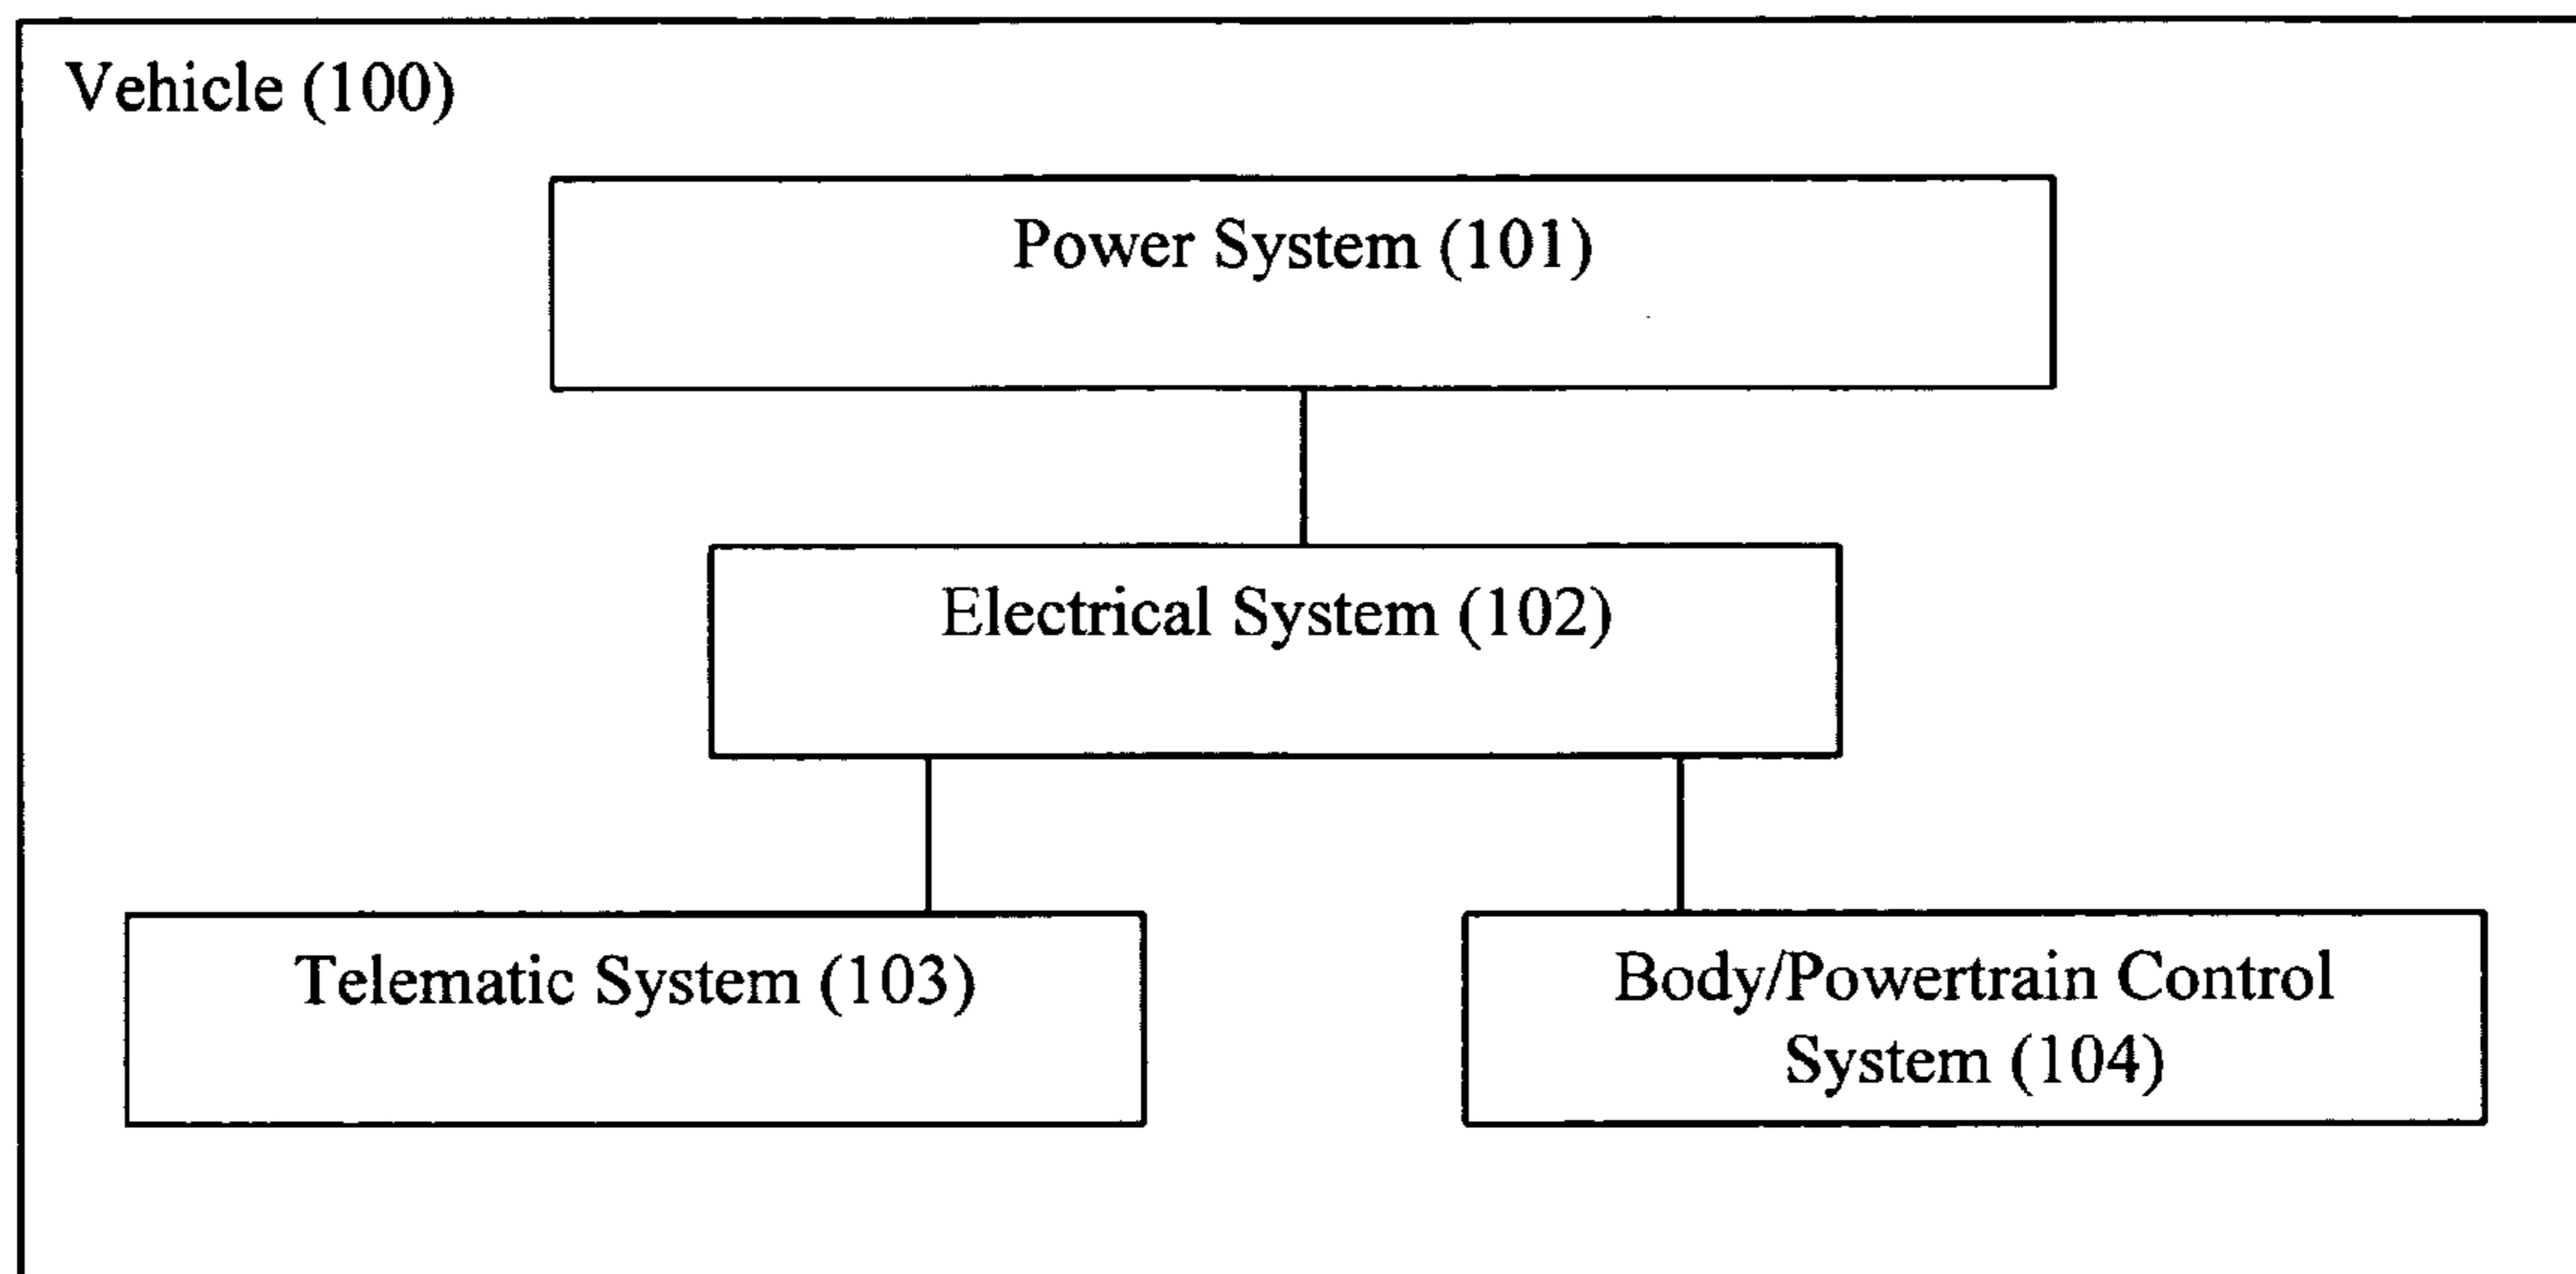 Vehicle (100)
Power System (101)
Electrical System (102)
Telematic System (103)
Body/Powertrain Control
System (104)